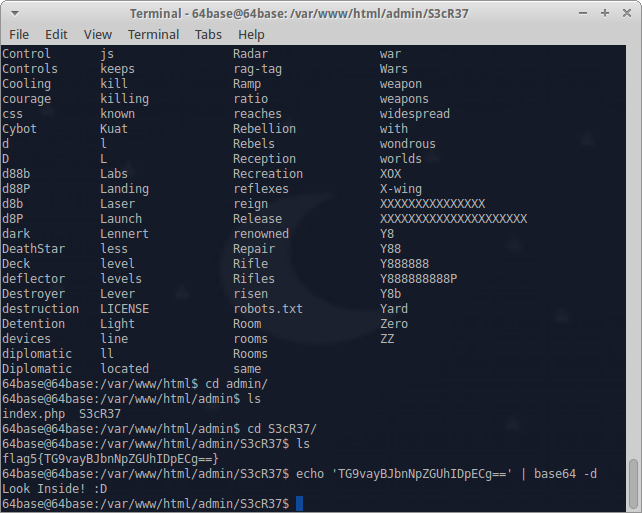 Terminal - 64base@64base: /var/www/html/admin/S3cR37
File Edit View Terminal Tabs Help
Control js Radar war
Controls keeps rag-tag Wars
Cooling kill Ramp weapon
courage killing ratio weapons
css known reaches widespread
Cybot Kuat Rebellion with
d l Rebels wondrous
D L Reception worlds
d88b Labs Recreation XOX
d88P Landing reflexes X-wing
d8b Laser reign XXXXXXXXXXXXXXX
d8P Launch Release XXXXXXXXXXXXXXXXXXXXX
dark Lennert renowned Y8
DeathStar less Repair Y88
Deck level Rifle Y888888
deflector levels Rifles Y888888888P
Destroyer Lever risen Y8b
destruction LICENSE robots.txt Yard
Detention Light Room Zero
devices line rooms ZZ
diplomatic ll Rooms
Diplomatic located same
64base@64base:/var/www/html$ cd admin/
64base@64base:/var/www/html/admin$ ls
index.php S3cR37
64base@64base:/var/www/html/admin$ cd S3cR37/
64base@64base:/var/www/html/admin/S3cR37$ ls
flag5{TG9vayBJbnNpZGUhIDpECg==}
64base@64base:/var/www/html/admin/S3cR37$ echo 'TG9vayBJbnNpZGUhIDpECg==' | base64 -d
Look Inside! :D
64base@64base:/var/www/html/admin/S3cR37$